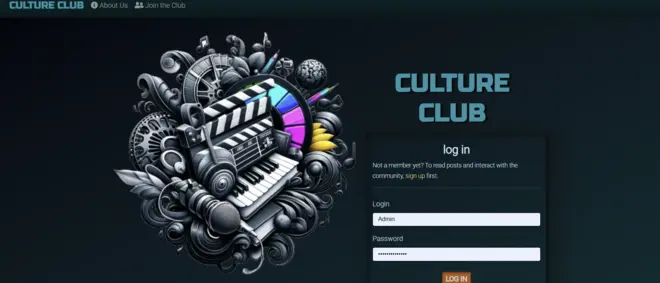 CULTURE CLUB About Us Join the Club
CULTURE
CLUB
log in
Not a member yet? To read posts and interact with the
community, sign up first.
Login
Admin
Password
••••••••••••••
LOG IN